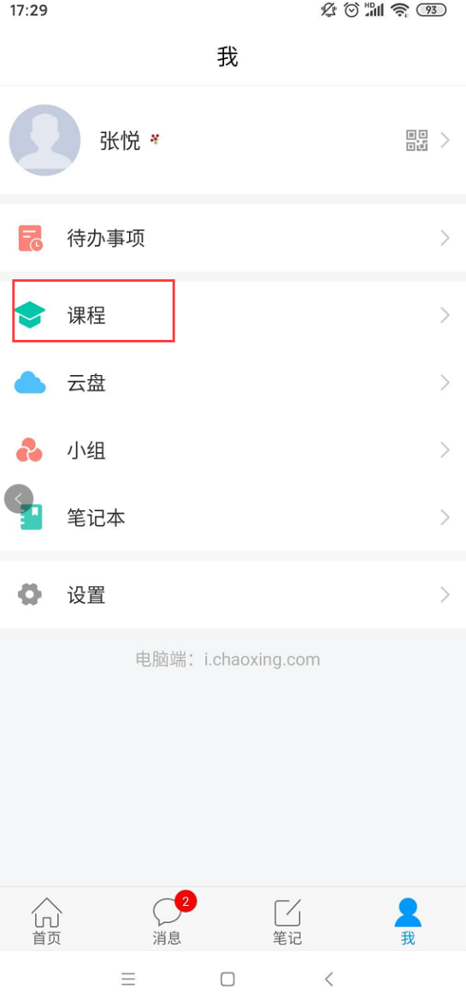 17:29
HD
93
我
张悦
待办事项
课程
云盘
小组
笔记本
设置
电脑端：i.chaoxing.com
2
首页
消息
笔记
我